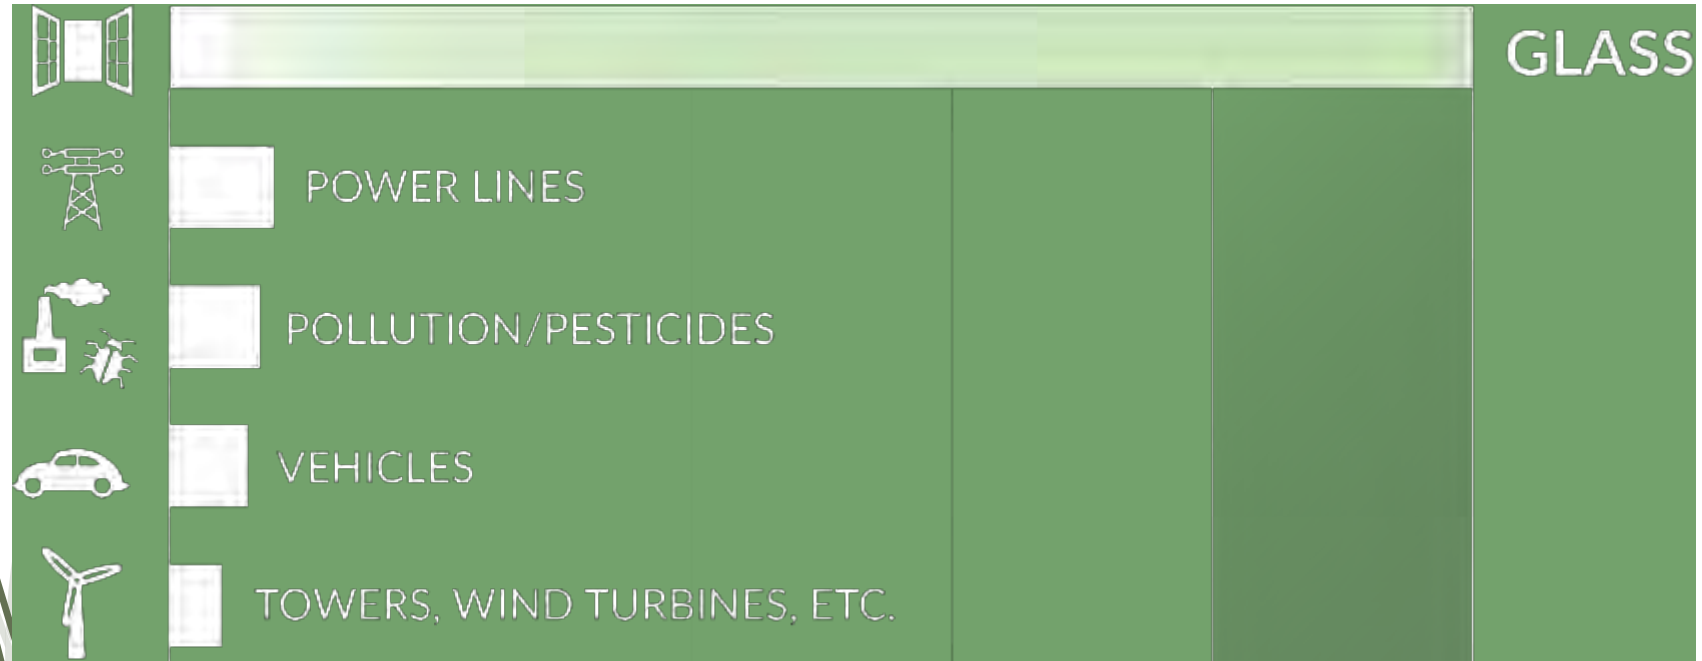 GLASS
POWER LINES
POLLUTION/PESTICIDES
VEHICLES
TOWERS, WIND TURBINES, ETC.